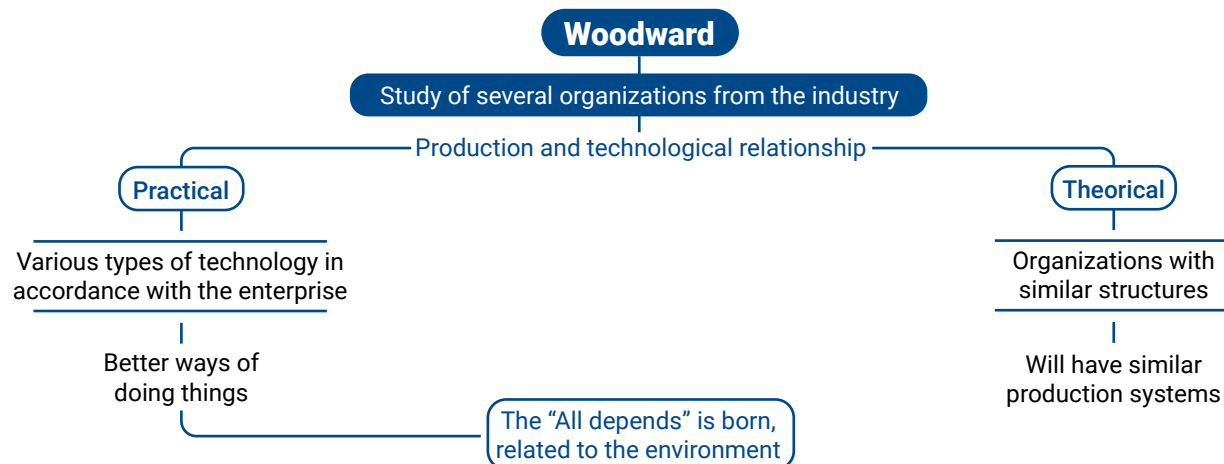 Woodward
Study of several organizations from the industry
Production and technological relationship
Practical
Various types of technology in
accordance with the enterprise
Better ways of
doing things
The “All depends” is born,
related to the environment
Theorical
Organizations with
similar structures
Will have similar
production systems